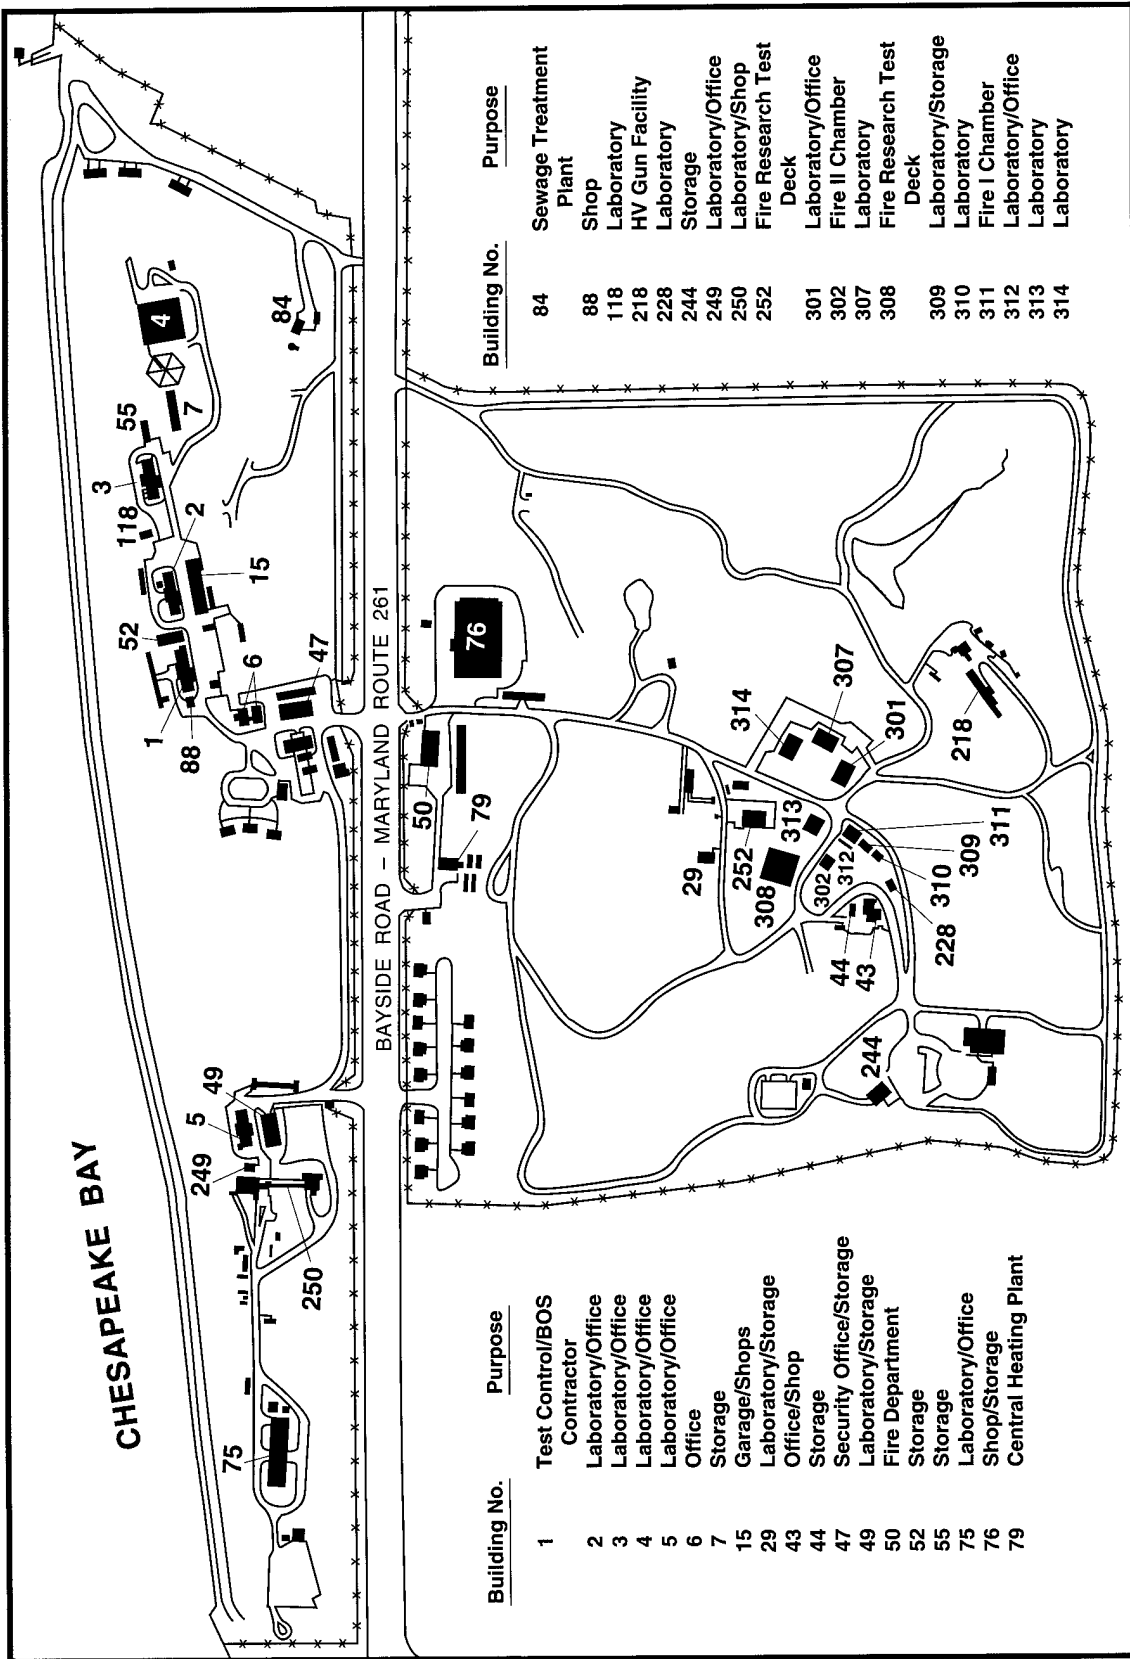 CHESAPEAKE BAY
75
250
249
5
49
1
88
52
6
47
118
2
15
3
55
7
4
84
BAYSIDE ROAD – MARYLAND ROUTE 261
50
79
76
29
252
308
313
314
307
301
218
302
312
311
309
310
228
44
43
244
Building No. Purpose
1 Test Control/BOS
Contractor
2 Laboratory/Office
3 Laboratory/Office
4 Laboratory/Office
5 Laboratory/Office
6 Office
7 Storage
15 Garage/Shops
29 Laboratory/Storage
43 Office/Shop
44 Storage
47 Security Office/Storage
49 Laboratory/Storage
50 Fire Department
52 Storage
55 Storage
75 Laboratory/Office
76 Shop/Storage
79 Central Heating Plant
Building No. Purpose
84 Sewage Treatment
Plant
88 Shop
118 Laboratory
218 HV Gun Facility
228 Laboratory
244 Storage
249 Laboratory/Office
250 Laboratory/Shop
252 Fire Research Test
Deck
301 Laboratory/Office
302 Fire II Chamber
307 Laboratory
308 Fire Research Test
Deck
309 Laboratory/Storage
310 Laboratory
311 Fire I Chamber
312 Laboratory/Office
313 Laboratory
314 Laboratory